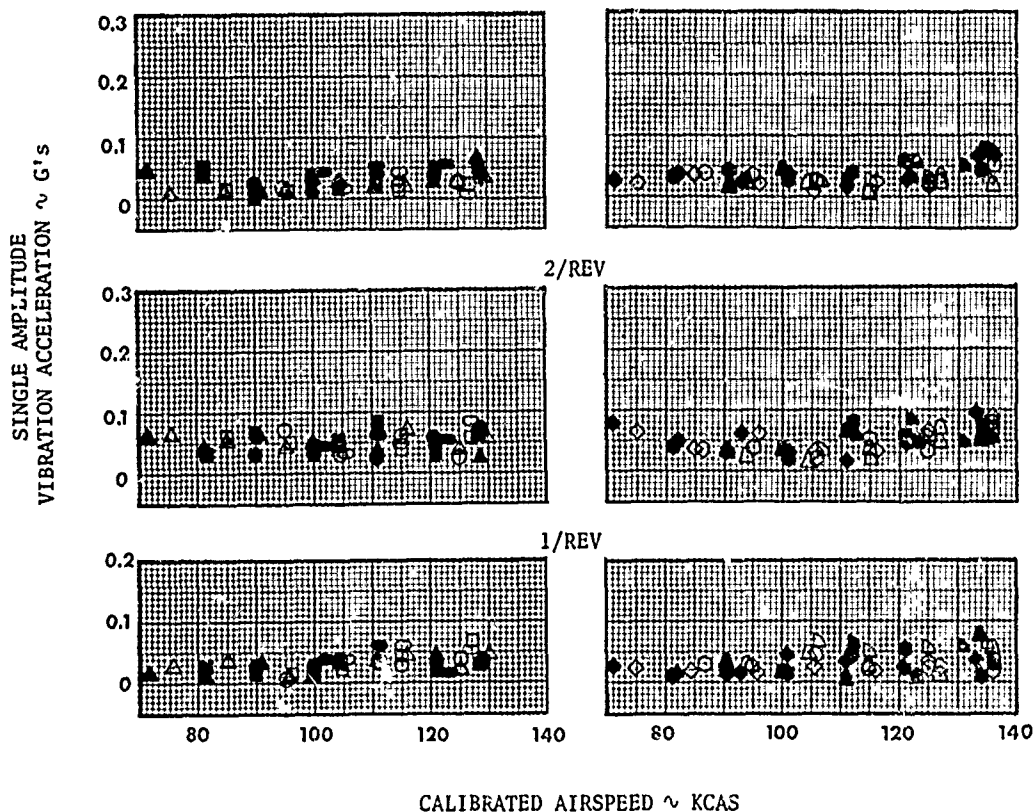 0.3
0.2
0.1
0
2/REV
0.3
0.2
0.1
0
1/REV
0.2
0.1
0
80 100 120 140 80 100 120 140
SINGLE AMPLITUDE
VIBRATION ACCELERATION ~ G's
CALIBRATED AIRSPEED ~ KCAS